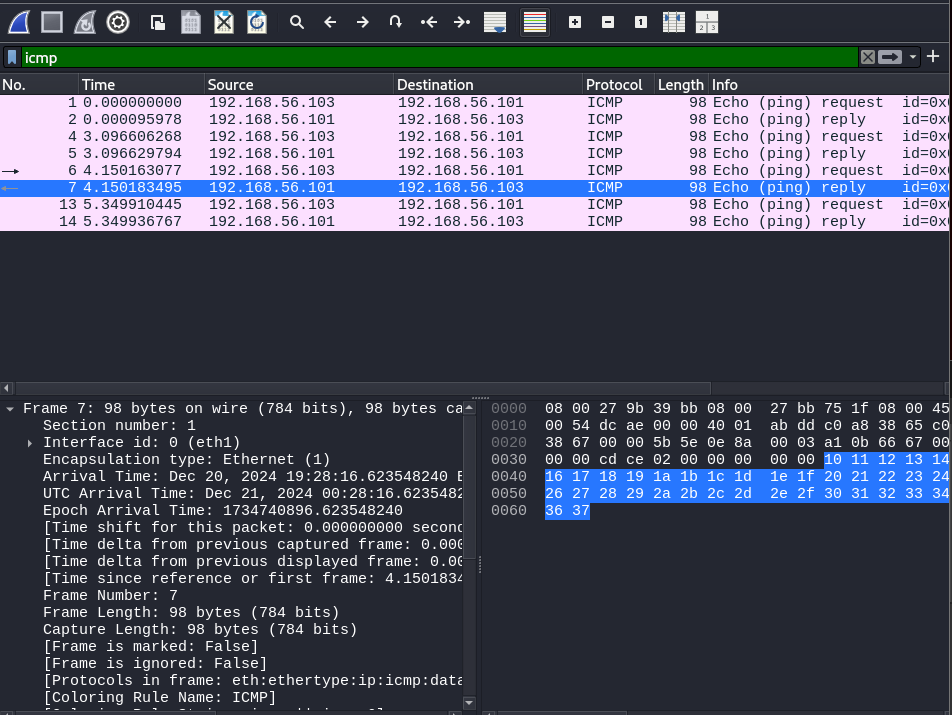 icmp
No. Time Source Destination Protocol Length Info
1 0.000000000 192.168.56.103 192.168.56.101 ICMP 98 Echo (ping) request id=0x
2 0.000095978 192.168.56.101 192.168.56.103 ICMP 98 Echo (ping) reply id=0x
4 3.096606268 192.168.56.103 192.168.56.101 ICMP 98 Echo (ping) request id=0x
5 3.096629794 192.168.56.101 192.168.56.103 ICMP 98 Echo (ping) reply id=0x
6 4.150163077 192.168.56.103 192.168.56.101 ICMP 98 Echo (ping) request id=0x
7 4.150183495 192.168.56.101 192.168.56.103 ICMP 98 Echo (ping) reply id=0x
13 5.349910445 192.168.56.103 192.168.56.101 ICMP 98 Echo (ping) request id=0x
14 5.349936767 192.168.56.101 192.168.56.103 ICMP 98 Echo (ping) reply id=0x
Frame 7: 98 bytes on wire (784 bits), 98 bytes ca
Section number: 1
Interface id: 0 (eth1)
Encapsulation type: Ethernet (1)
Arrival Time: Dec 20, 2024 19:28:16.623548240 E
UTC Arrival Time: Dec 21, 2024 00:28:16.6235482
Epoch Arrival Time: 1734740896.623548240
[Time shift for this packet: 0.000000000 second
[Time delta from previous captured frame: 0.000
[Time delta from previous displayed frame: 0.00
[Time since reference or first frame: 4.1501834
Frame Number: 7
Frame Length: 98 bytes (784 bits)
Capture Length: 98 bytes (784 bits)
[Frame is marked: False]
[Frame is ignored: False]
[Protocols in frame: eth:ethertype:ip:icmp:data
[Coloring Rule Name: ICMP]
0000 08 00 27 9b 39 bb 08 00 27 bb 75 1f 08 00 45
0010 00 54 dc ae 00 00 40 01 ab dd c0 a8 38 65 c0
0020 38 67 00 00 5b 5e 0e 8a 00 03 a1 0b 66 67 00
0030 00 00 cd ce 02 00 00 00 00 00 10 11 12 13 14
0040 16 17 18 19 1a 1b 1c 1d 1e 1f 20 21 22 23 24
0050 26 27 28 29 2a 2b 2c 2d 2e 2f 30 31 32 33 34
0060 36 37